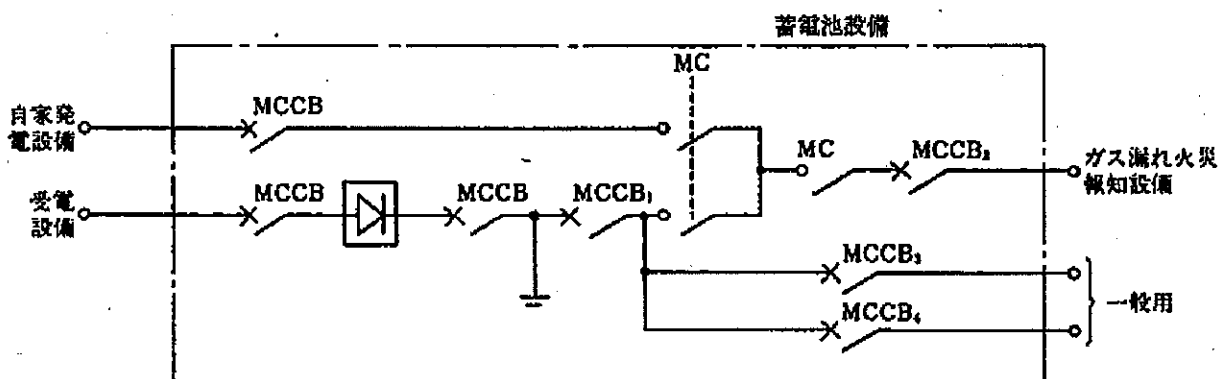 蓄電池設備
MC
自家発
電設備
MCCB
MC
MCCB₂
ガス漏れ火災
報知設備
受電
設備
MCCB
MCCB
MCCB₁
MCCB₃
一般用
MCCB₄